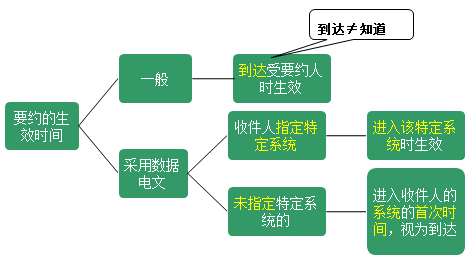 到达≠知道
一般
到达受要约人
时生效
要约的生
效时间
收件人指定特
定系统
进入该特定系
统时生效
采用数据
电文
未指定特定系
统的
进入收件人的
系统的首次时
间，视为到达